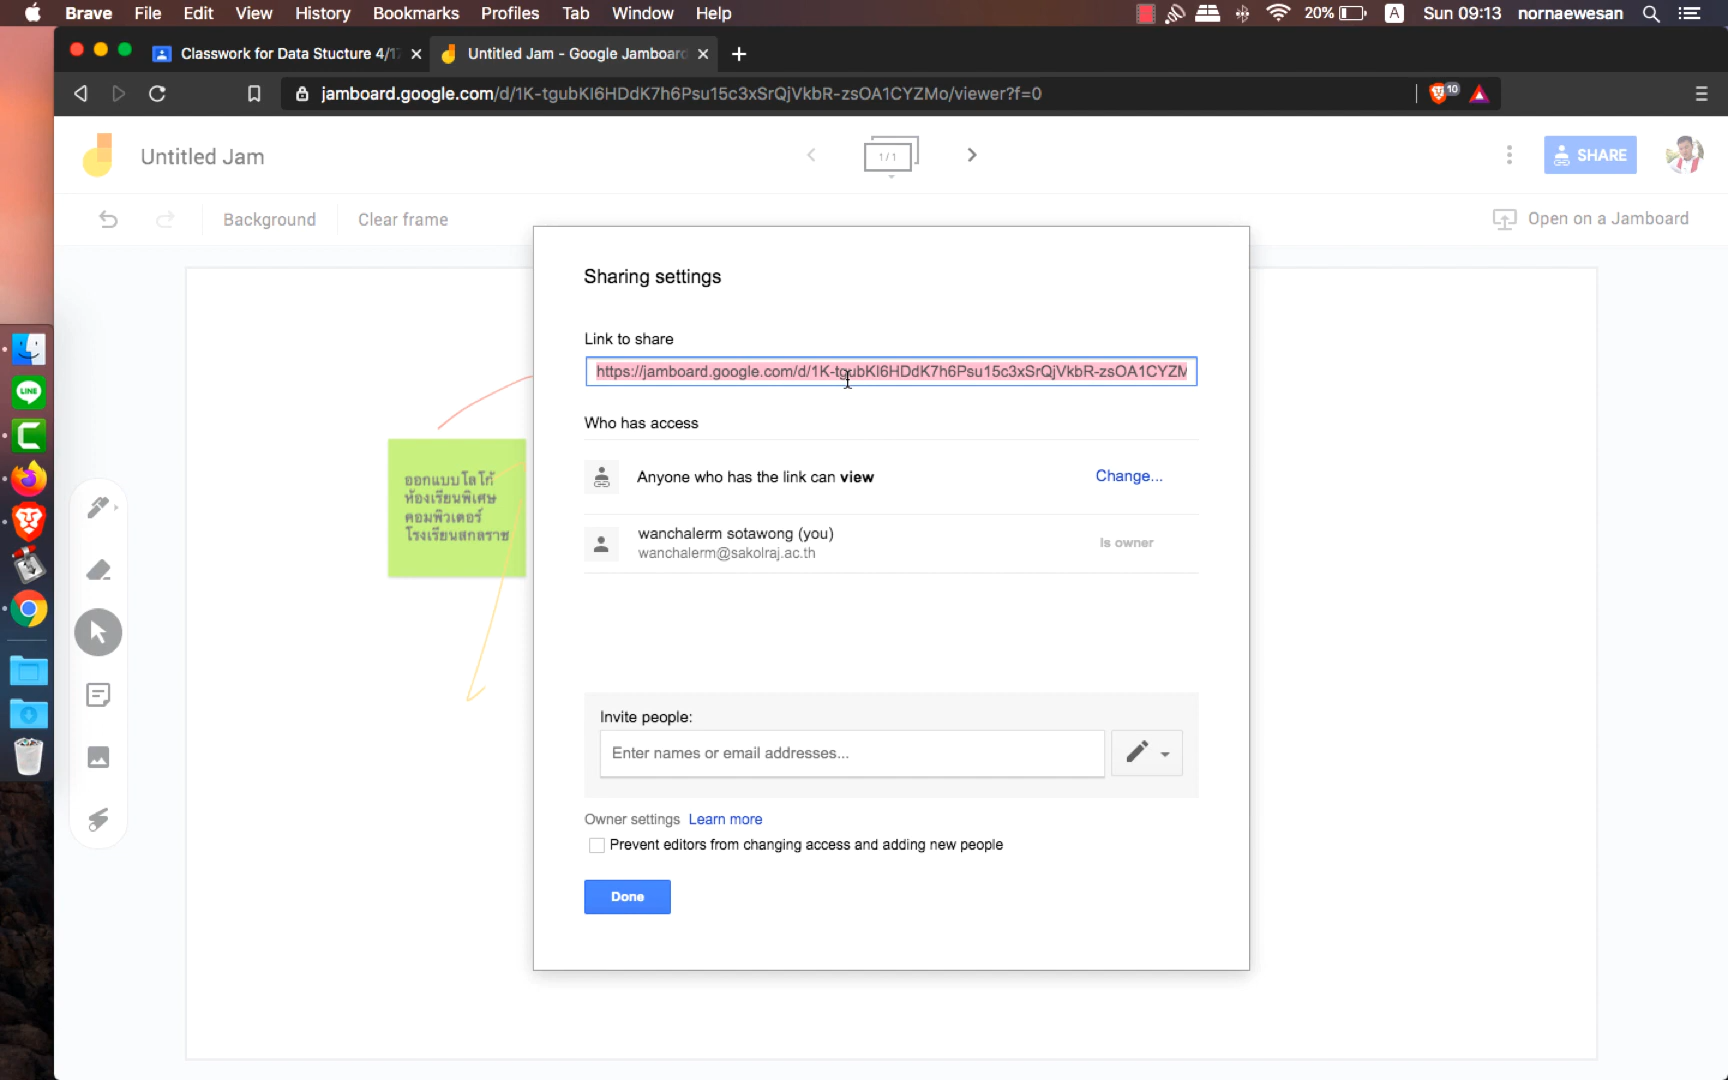 Brave File Edit View History Bookmarks Profiles Tab Window Help 20% A Sun 09:13 nornaewesan
Classwork for Data Stucture 4/1
Untitled Jam - Google Jamboard
jamboard.google.com/d/1K-tgubKI6HDdK7h6Psu15c3xSrQjVkbR-zsOA1CYZMo/viewer?f=0
10
Untitled Jam
1 / 1
SHARE
Background
Clear frame
Open on a Jamboard
Sharing settings
Link to share
https://jamboard.google.com/d/1K-tgubKI6HDdK7h6Psu15c3xSrQjVkbR-zsOA1CYZM
Who has access
Anyone who has the link can view
Change...
wanchalerm sotawong (you)
wanchalerm@sakolraj.ac.th
Is owner
ออกแบบโลโก้
ห้องเรียนพิเศษ
คอมพิวเตอร์
โรงเรียนสกลราช
Invite people:
Enter names or email addresses...
Owner settings Learn more
Prevent editors from changing access and adding new people
Done